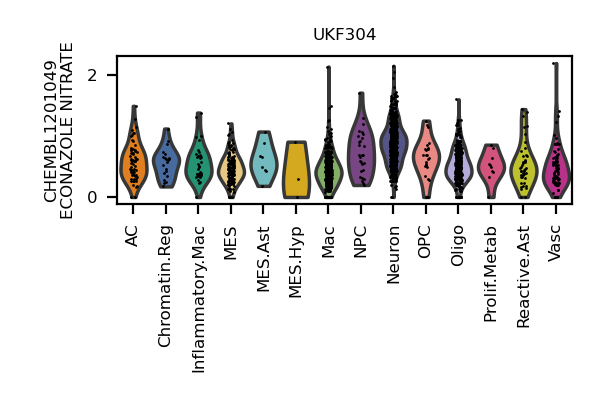 UKF304
CHEMBL1201049
ECONAZOLE NITRATE
2
0
AC
Chromatin.Reg
Inflammatory.Mac
MES
MES.Ast
MES.Hyp
Mac
NPC
Neuron
OPC
Oligo
Prolif.Metab
Reactive.Ast
Vasc